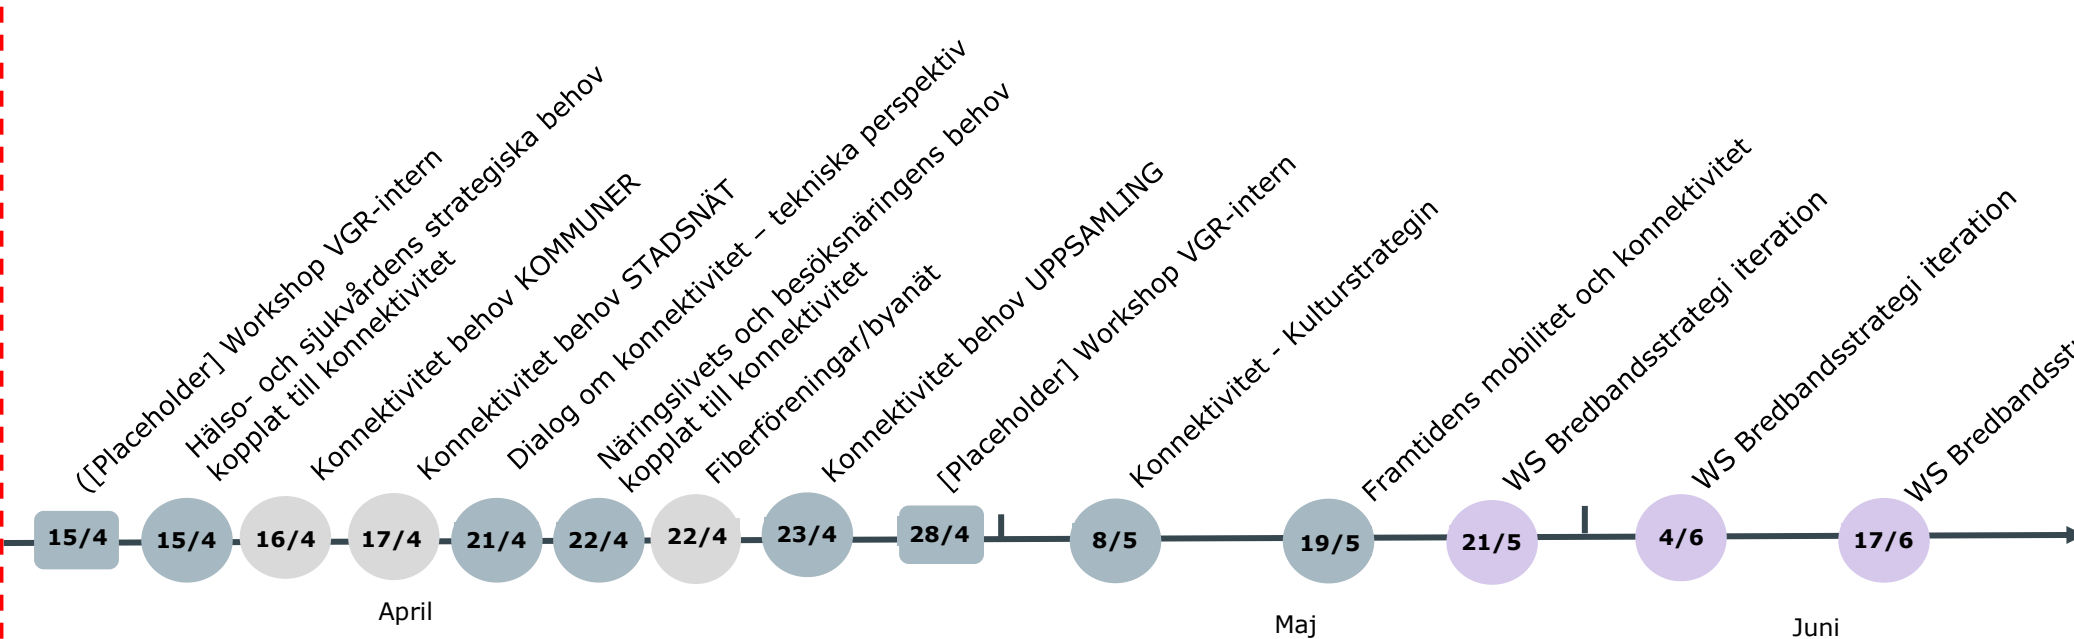 ([Placeholder] Workshop VGR-intern
Hälso- och sjukvårdens strategiska behov
kopplat till konnektivitet
Konnektivitet behov KOMMUNER
Konnektivitet behov STADSNÄT
Dialog om konnektivitet – tekniska perspektiv
Näringslivets och besöksnäringens behov
kopplat till konnektivitet
Fiberföreningar/byanät
Konnektivitet behov UPPSAMLING
[Placeholder] Workshop VGR-intern
Konnektivitet - Kulturstrategin
Framtidens mobilitet och konnektivitet
WS Bredbandsstrategi iteration
WS Bredbandsstrategi iteration
WS Bredbandsstr
15/4
15/4
16/4
17/4
21/4
22/4
22/4
23/4
28/4
8/5
19/5
21/5
4/6
17/6
April
Maj
Juni